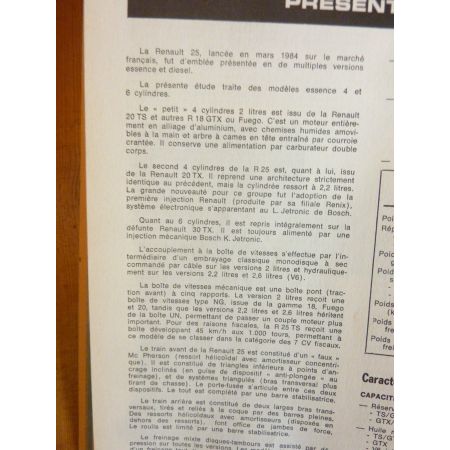 PRÉSENT
La Renault 25, lancée en mars 1984 sur le marché
français, fut d'emblée présentée en de multiples versions
essence et diesel.
La présente étude traite des modèles essence 4 et
6 cylindres.
Le « petit » 4 cylindres 2 litres est issu de la Renault
20 TS et autres R 18 GTX ou Fuego. C'est un moteur entière-
ment en alliage d'aluminium, avec chemises humides amovi-
bles à la main et arbre à cames en tête entraîné par courroie
crantée. Il conserve une alimentation par carburateur double
corps.
Le second 4 cylindres de la R 25 est, quant à lui, issu
de la Renault 20 TX. Il reprend une architecture strictement
identique au précédent, mais la cylindrée ressort à 2,2 litres.
La grande nouveauté pour ce groupe fut l'adoption de la
première injection Renault (produite par sa filiale Renix),
système électronique s'apparentant au L. Jetronic de Bosch.
Quant au 6 cylindres, il est repris intégralement sur la
défunte Renault 30 TX. Il est toujours alimenté par une
injection mécanique Bosch K. Jetronic.
L'accouplement à la boîte de vitesses s'effectue par l'in-
termédiaire d'un embrayage classique monodisque à sec
commandé par câble sur les versions 2 litres et hydraulique-
ment sur les versions 2,2 litres et 2,6 litres (V6).
La boîte de vitesses mécanique est une boîte pont (trac-
tion avant) à cinq rapports. La version 2 litres reçoit une
boîte de vitesses type NG, issue de la gamme 18, Fuego
et 20, tandis que les versions 2,2 litres et 2,6 litres héritent
de la boîte UN, permettant de passer un couple moteur plus
important. Pour des raisons fiscales, la R 25 TS reçoit une
boîte développant 45 km/h aux 1.000 tours, permettant à
ce modèle de se classer dans la catégorie des 7 CV fiscaux.
Le train avant de la Renault 25 est constitué d'un « faux »
Mc Pherson (ressort hélicoïdal avec amortisseur concentri-
que). Il est constitué de triangles inférieurs à points d'an-
crage inclinés (en guise de dispositif « anti-plongée » au
freinage), et de systèmes triangulés (bras transversal plus
tirant de chasse). Le porte-fusée s'articule entre ces deux
dispositifs. Le tout est complété par une barre stabilisatrice.
Le train arrière est constitué de deux larges bras trans-
versaux, tirés et reliés à la coque par des barres pleines.
Des ressorts hélicoïdaux avec amortisseurs (disposés en
dehors des ressorts), font office de jambes de force.
Le roulis est limité par une barre stabilisatrice.
Le freinage mixte disques-tambours est assisté par dé-
pression sur toutes les versions.
Poids
Ré
Poids
Poids
Poids
(k
Poids
fre
Poids
fre
Caracté
CAPACIT
— Réserv
- TS/G
- GTX/
— Huile
- TS/GT
- GTX